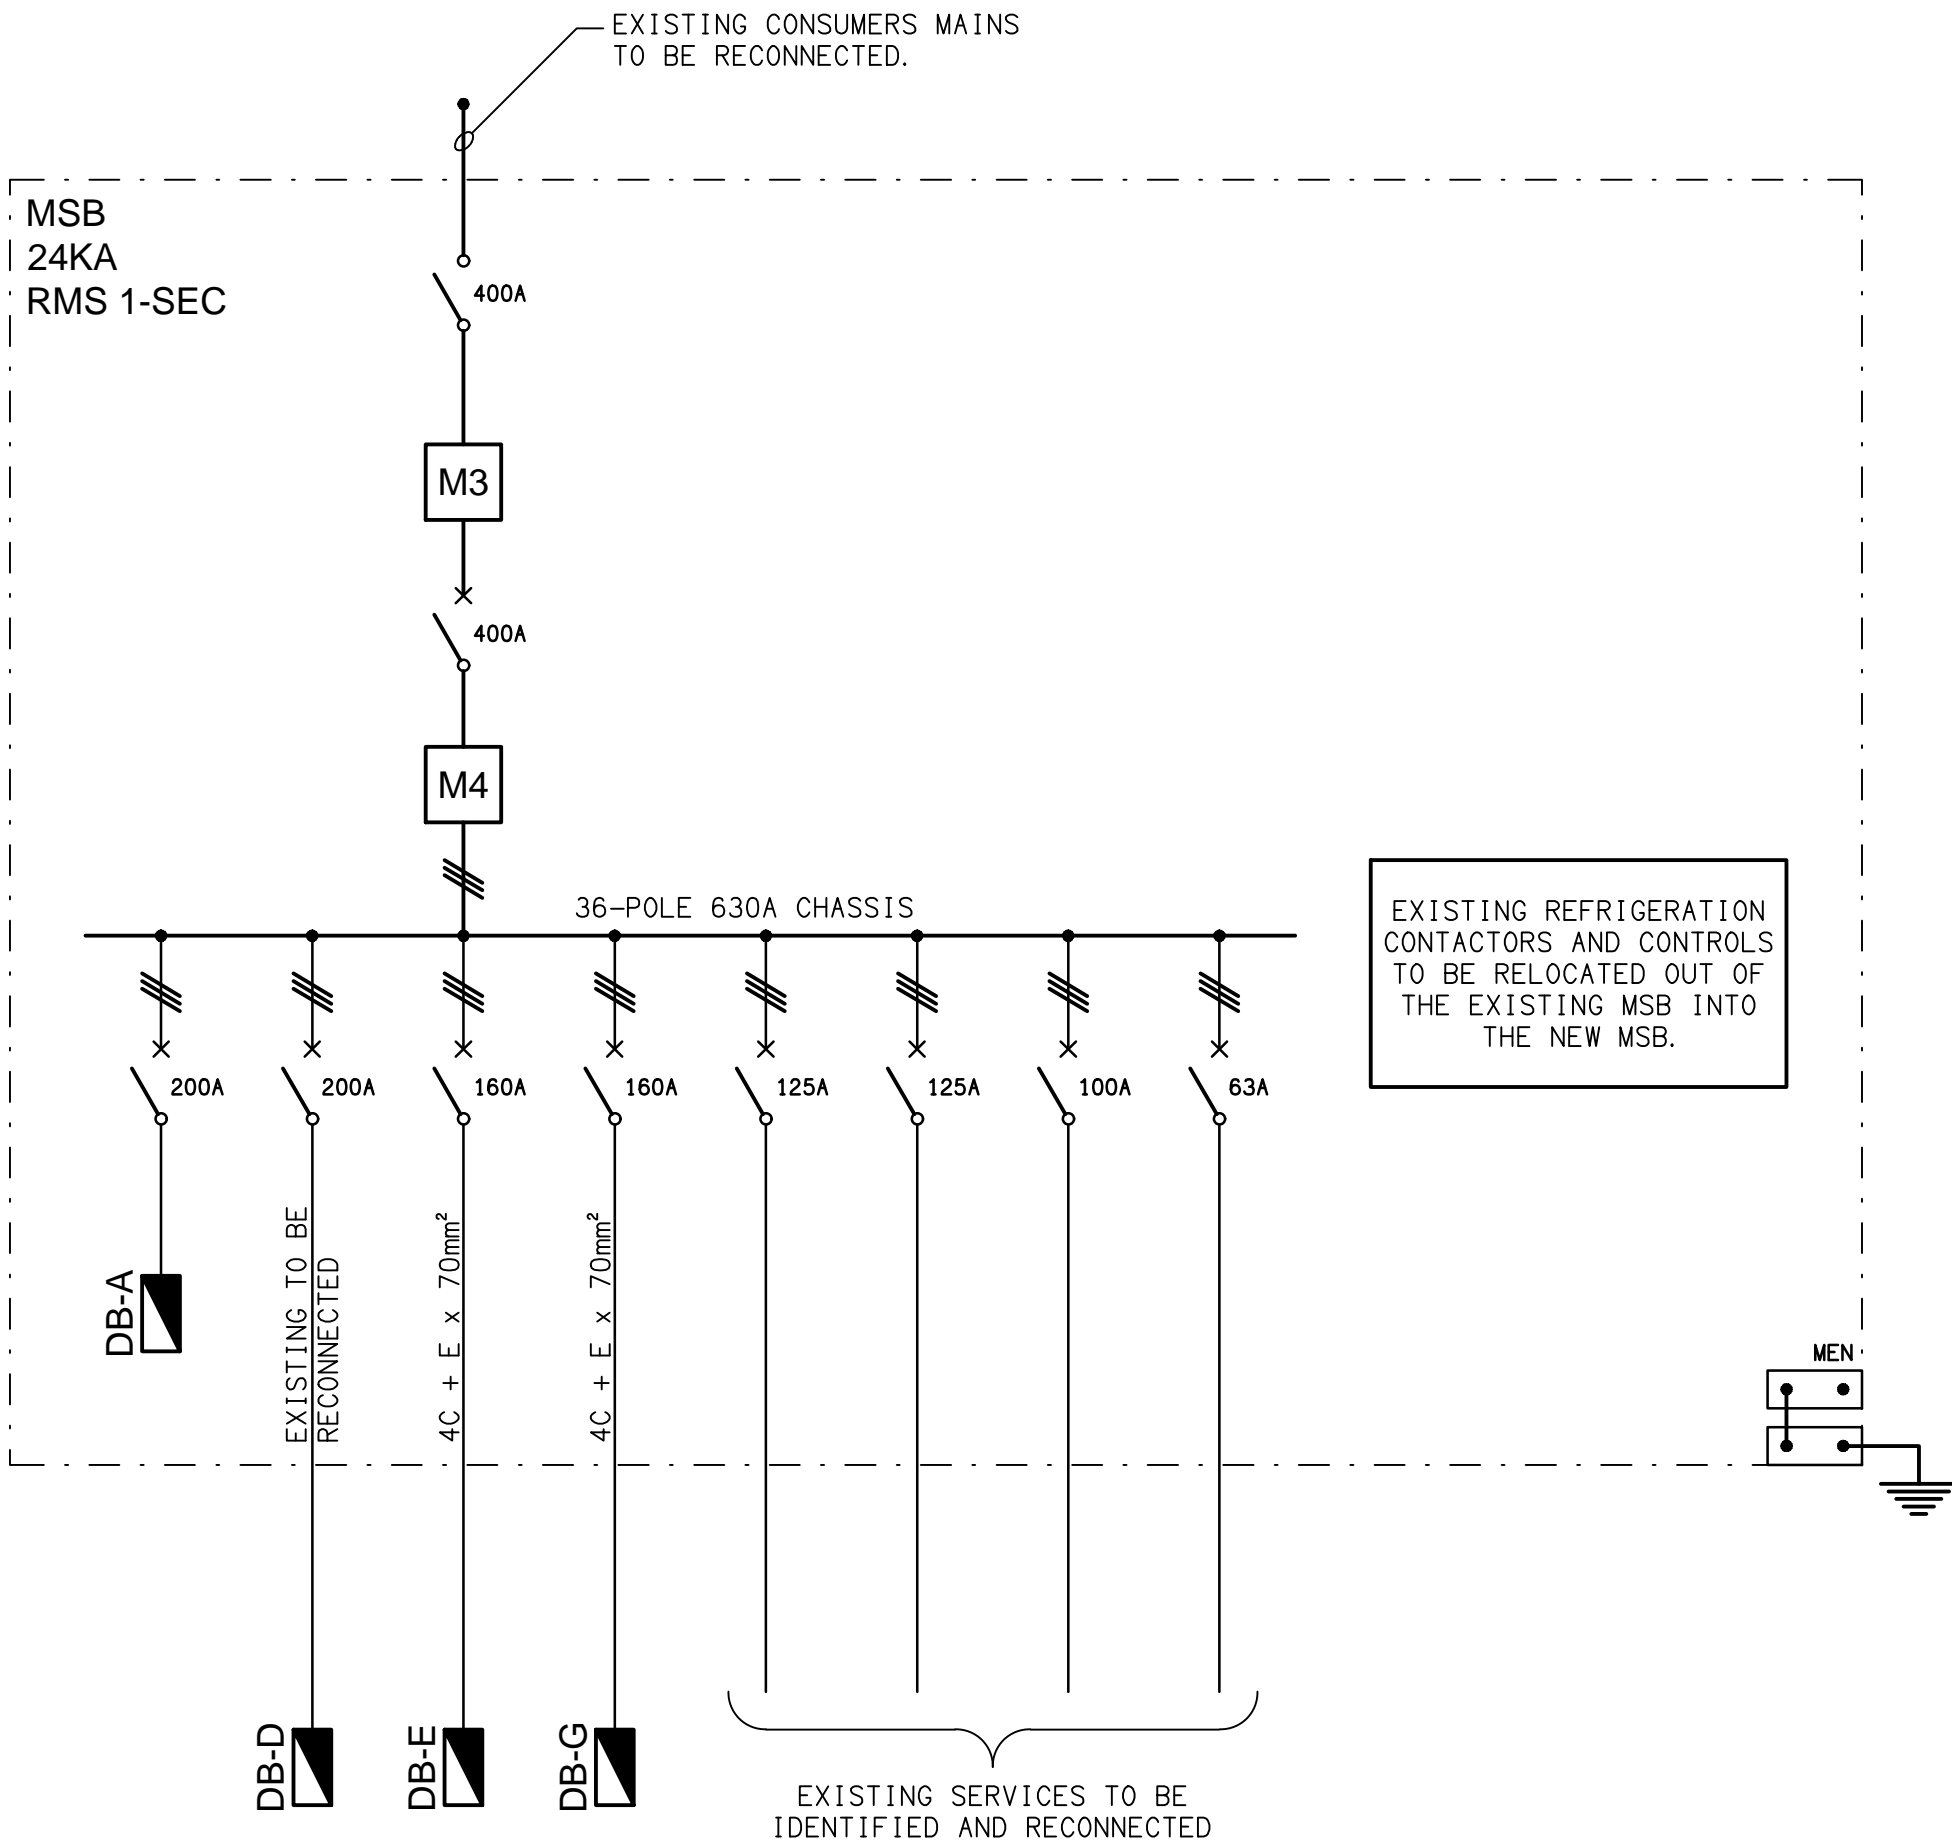 EXISTING CONSUMERS MAINS
TO BE RECONNECTED.
MSB
24KA
RMS 1-SEC
400A
M3
400A
M4
36-POLE 630A CHASSIS
EXISTING REFRIGERATION
CONTACTORS AND CONTROLS
TO BE RELOCATED OUT OF
THE EXISTING MSB INTO
THE NEW MSB.
200A
200A
160A
160A
125A
125A
100A
63A
DB-A
EXISTING TO BE
RECONNECTED
4C + E x 70mm²
4C + E x 70mm²
MEN
DB-D
DB-E
DB-G
EXISTING SERVICES TO BE
IDENTIFIED AND RECONNECTED